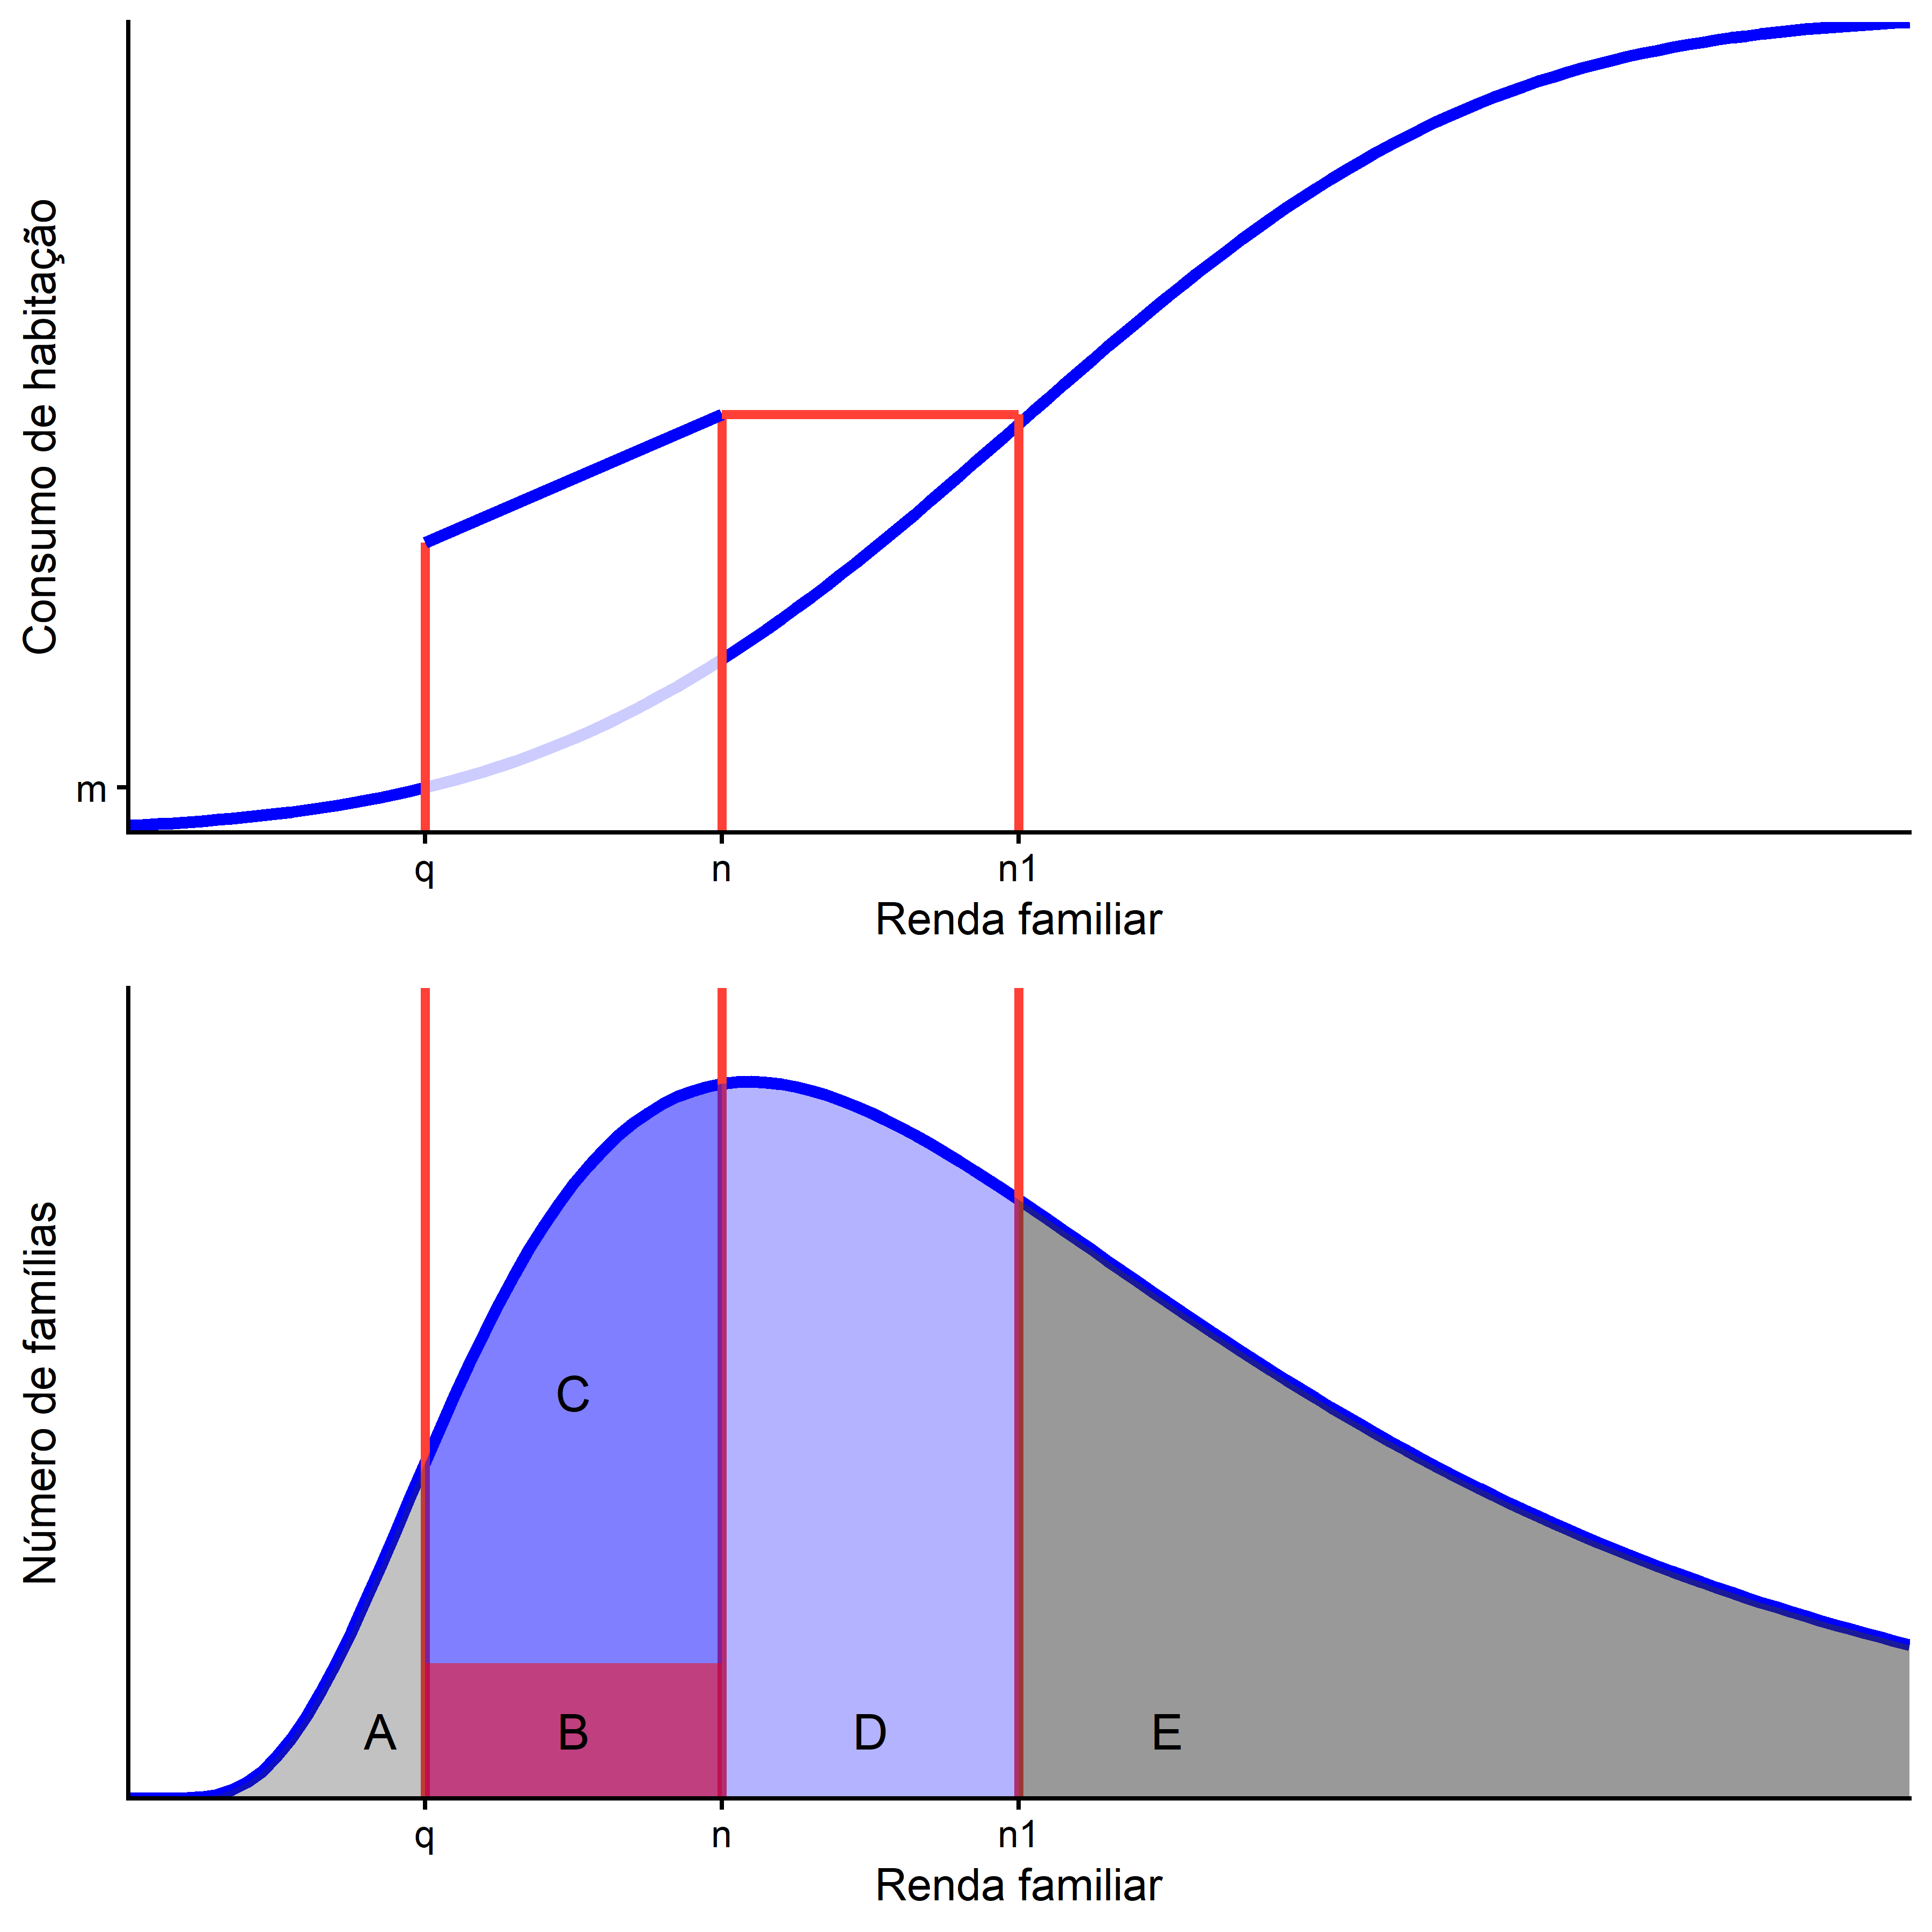 Consumo de habitação
m
q n n1
Renda familiar
Número de famílias
C
A B D E
q n n1
Renda familiar